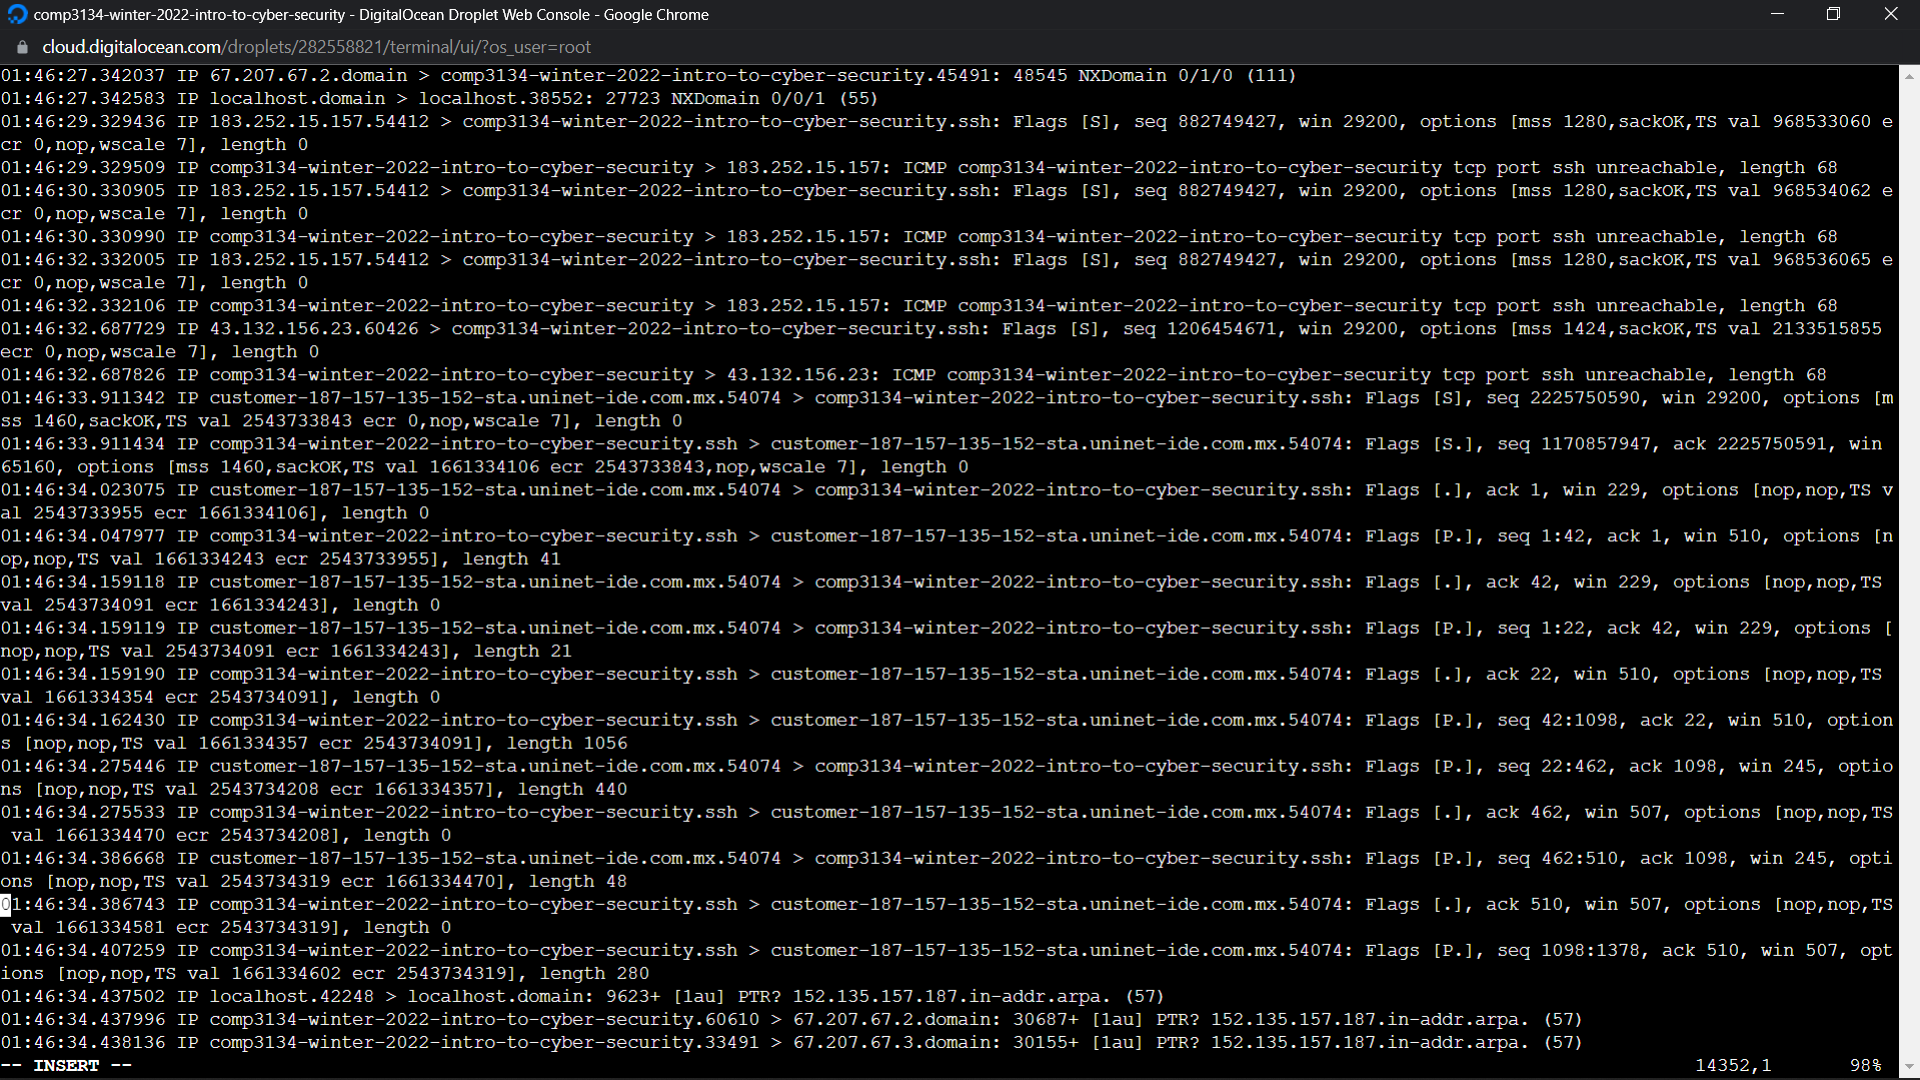 comp3134-winter-2022-intro-to-cyber-security - DigitalOcean Droplet Web Console - Google Chrome
cloud.digitalocean.com/droplets/282558821/terminal/ui/?os_user=root
01:46:27.342037 IP 67.207.67.2.domain > comp3134-winter-2022-intro-to-cyber-security.45491: 48545 NXDomain 0/1/0 (111)
01:46:27.342583 IP localhost.domain > localhost.38552: 27723 NXDomain 0/0/1 (55)
01:46:29.329436 IP 183.252.15.157.54412 > comp3134-winter-2022-intro-to-cyber-security.ssh: Flags [S], seq 882749427, win 29200, options [mss 1280,sackOK,TS val 968533060 e
cr 0,nop,wscale 7], length 0
01:46:29.329509 IP comp3134-winter-2022-intro-to-cyber-security > 183.252.15.157: ICMP comp3134-winter-2022-intro-to-cyber-security tcp port ssh unreachable, length 68
01:46:30.330905 IP 183.252.15.157.54412 > comp3134-winter-2022-intro-to-cyber-security.ssh: Flags [S], seq 882749427, win 29200, options [mss 1280,sackOK,TS val 968534062 e
cr 0,nop,wscale 7], length 0
01:46:30.330990 IP comp3134-winter-2022-intro-to-cyber-security > 183.252.15.157: ICMP comp3134-winter-2022-intro-to-cyber-security tcp port ssh unreachable, length 68
01:46:32.332005 IP 183.252.15.157.54412 > comp3134-winter-2022-intro-to-cyber-security.ssh: Flags [S], seq 882749427, win 29200, options [mss 1280,sackOK,TS val 968536065 e
cr 0,nop,wscale 7], length 0
01:46:32.332106 IP comp3134-winter-2022-intro-to-cyber-security > 183.252.15.157: ICMP comp3134-winter-2022-intro-to-cyber-security tcp port ssh unreachable, length 68
01:46:32.687729 IP 43.132.156.23.60426 > comp3134-winter-2022-intro-to-cyber-security.ssh: Flags [S], seq 1206454671, win 29200, options [mss 1424,sackOK,TS val 2133515855
ecr 0,nop,wscale 7], length 0
01:46:32.687826 IP comp3134-winter-2022-intro-to-cyber-security > 43.132.156.23: ICMP comp3134-winter-2022-intro-to-cyber-security tcp port ssh unreachable, length 68
01:46:33.911342 IP customer-187-157-135-152-sta.uninet-ide.com.mx.54074 > comp3134-winter-2022-intro-to-cyber-security.ssh: Flags [S], seq 2225750590, win 29200, options [m
ss 1460,sackOK,TS val 2543733843 ecr 0,nop,wscale 7], length 0
01:46:33.911434 IP comp3134-winter-2022-intro-to-cyber-security.ssh > customer-187-157-135-152-sta.uninet-ide.com.mx.54074: Flags [S.], seq 1170857947, ack 2225750591, win
65160, options [mss 1460,sackOK,TS val 1661334106 ecr 2543733843,nop,wscale 7], length 0
01:46:34.023075 IP customer-187-157-135-152-sta.uninet-ide.com.mx.54074 > comp3134-winter-2022-intro-to-cyber-security.ssh: Flags [.], ack 1, win 229, options [nop,nop,TS v
al 2543733955 ecr 1661334106], length 0
01:46:34.047977 IP comp3134-winter-2022-intro-to-cyber-security.ssh > customer-187-157-135-152-sta.uninet-ide.com.mx.54074: Flags [P.], seq 1:42, ack 1, win 510, options [n
op,nop,TS val 1661334243 ecr 2543733955], length 41
01:46:34.159118 IP customer-187-157-135-152-sta.uninet-ide.com.mx.54074 > comp3134-winter-2022-intro-to-cyber-security.ssh: Flags [.], ack 42, win 229, options [nop,nop,TS
val 2543734091 ecr 1661334243], length 0
01:46:34.159119 IP customer-187-157-135-152-sta.uninet-ide.com.mx.54074 > comp3134-winter-2022-intro-to-cyber-security.ssh: Flags [P.], seq 1:22, ack 42, win 229, options [
nop,nop,TS val 2543734091 ecr 1661334243], length 21
01:46:34.159190 IP comp3134-winter-2022-intro-to-cyber-security.ssh > customer-187-157-135-152-sta.uninet-ide.com.mx.54074: Flags [.], ack 22, win 510, options [nop,nop,TS
val 1661334354 ecr 2543734091], length 0
01:46:34.162430 IP comp3134-winter-2022-intro-to-cyber-security.ssh > customer-187-157-135-152-sta.uninet-ide.com.mx.54074: Flags [P.], seq 42:1098, ack 22, win 510, option
s [nop,nop,TS val 1661334357 ecr 2543734091], length 1056
01:46:34.275446 IP customer-187-157-135-152-sta.uninet-ide.com.mx.54074 > comp3134-winter-2022-intro-to-cyber-security.ssh: Flags [P.], seq 22:462, ack 1098, win 245, optio
ns [nop,nop,TS val 2543734208 ecr 1661334357], length 440
01:46:34.275533 IP comp3134-winter-2022-intro-to-cyber-security.ssh > customer-187-157-135-152-sta.uninet-ide.com.mx.54074: Flags [.], ack 462, win 507, options [nop,nop,TS
val 1661334470 ecr 2543734208], length 0
01:46:34.386668 IP customer-187-157-135-152-sta.uninet-ide.com.mx.54074 > comp3134-winter-2022-intro-to-cyber-security.ssh: Flags [P.], seq 462:510, ack 1098, win 245, opti
ons [nop,nop,TS val 2543734319 ecr 1661334470], length 48
01:46:34.386743 IP comp3134-winter-2022-intro-to-cyber-security.ssh > customer-187-157-135-152-sta.uninet-ide.com.mx.54074: Flags [.], ack 510, win 507, options [nop,nop,TS
val 1661334581 ecr 2543734319], length 0
01:46:34.407259 IP comp3134-winter-2022-intro-to-cyber-security.ssh > customer-187-157-135-152-sta.uninet-ide.com.mx.54074: Flags [P.], seq 1098:1378, ack 510, win 507, opt
ions [nop,nop,TS val 1661334602 ecr 2543734319], length 280
01:46:34.437502 IP localhost.42248 > localhost.domain: 9623+ [1au] PTR? 152.135.157.187.in-addr.arpa. (57)
01:46:34.437996 IP comp3134-winter-2022-intro-to-cyber-security.60610 > 67.207.67.2.domain: 30687+ [1au] PTR? 152.135.157.187.in-addr.arpa. (57)
01:46:34.438136 IP comp3134-winter-2022-intro-to-cyber-security.33491 > 67.207.67.3.domain: 30155+ [1au] PTR? 152.135.157.187.in-addr.arpa. (57)
-- INSERT -- 14352,1 98%